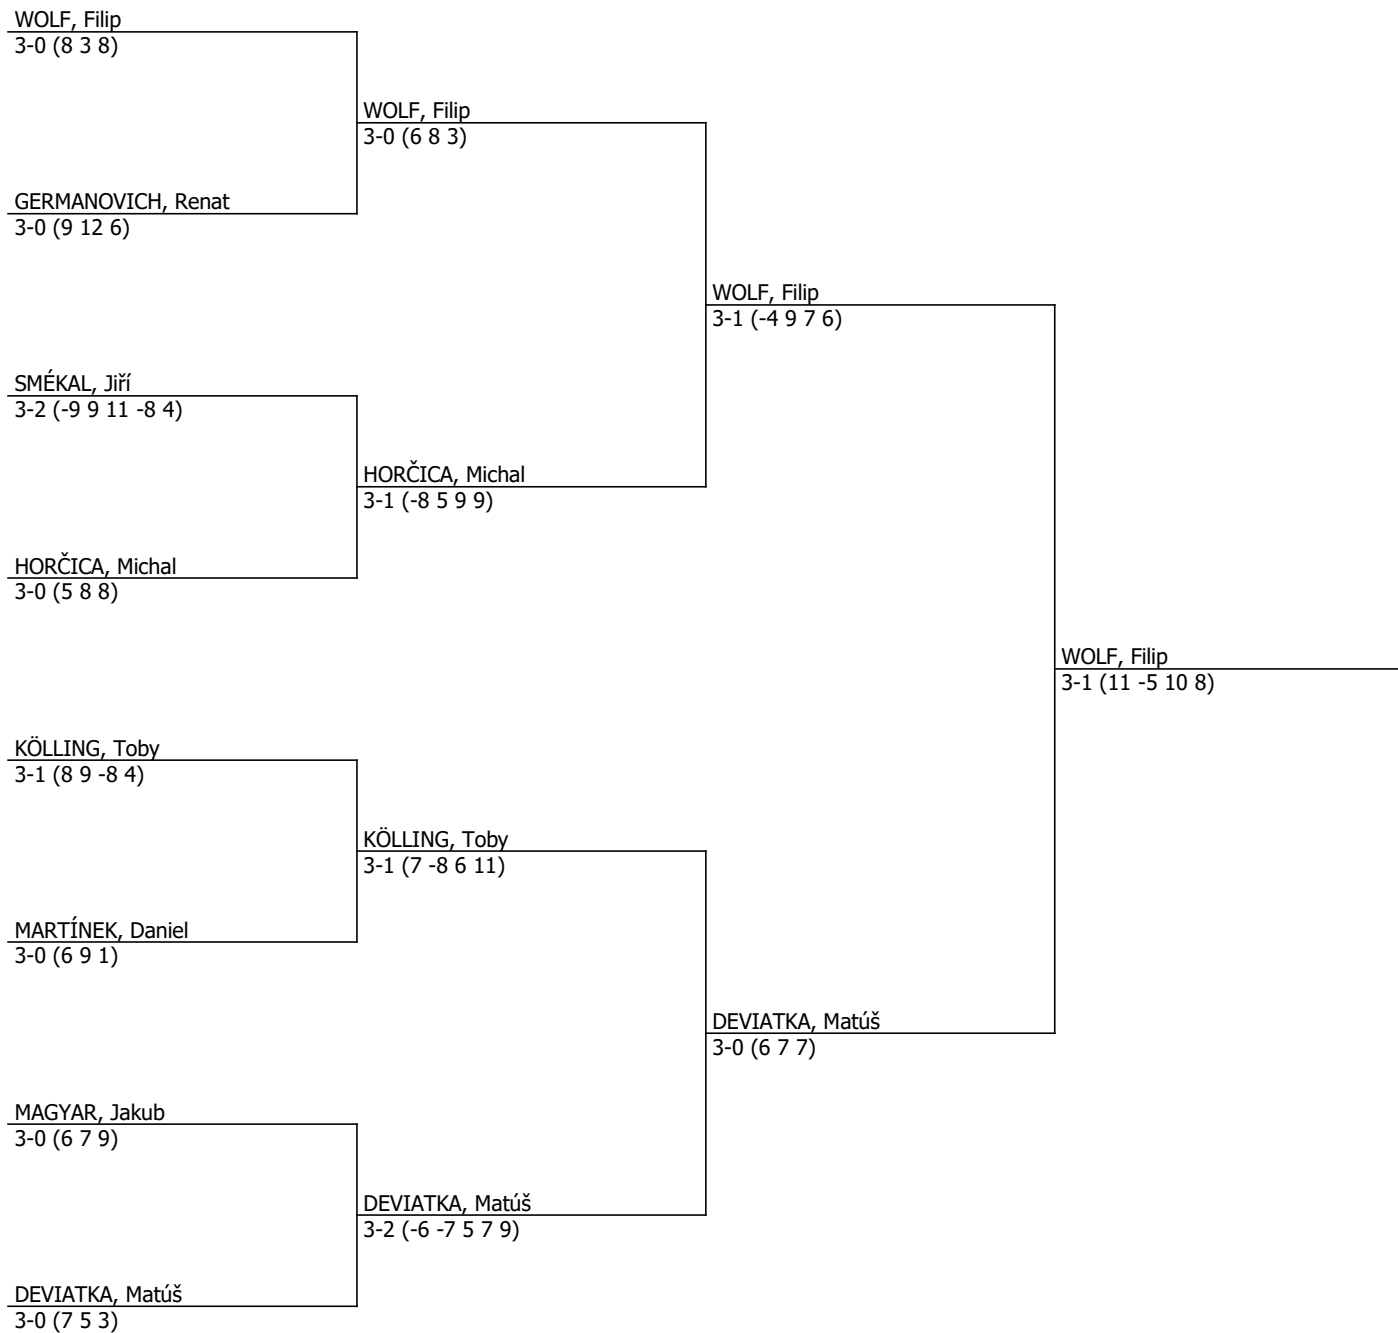 WOLF, Filip
3-0 (8 3 8)
WOLF, Filip
3-0 (6 8 3)
GERMANOVICH, Renat
3-0 (9 12 6)
WOLF, Filip
3-1 (-4 9 7 6)
SMÉKAL, Jiří
3-2 (-9 9 11 -8 4)
HORČICA, Michal
3-1 (-8 5 9 9)
HORČICA, Michal
3-0 (5 8 8)
WOLF, Filip
3-1 (11 -5 10 8)
KÖLLING, Toby
3-1 (8 9 -8 4)
KÖLLING, Toby
3-1 (7 -8 6 11)
MARTÍNEK, Daniel
3-0 (6 9 1)
DEVIATKA, Matúš
3-0 (6 7 7)
MAGYAR, Jakub
3-0 (6 7 9)
DEVIATKA, Matúš
3-2 (-6 -7 5 7 9)
DEVIATKA, Matúš
3-0 (7 5 3)